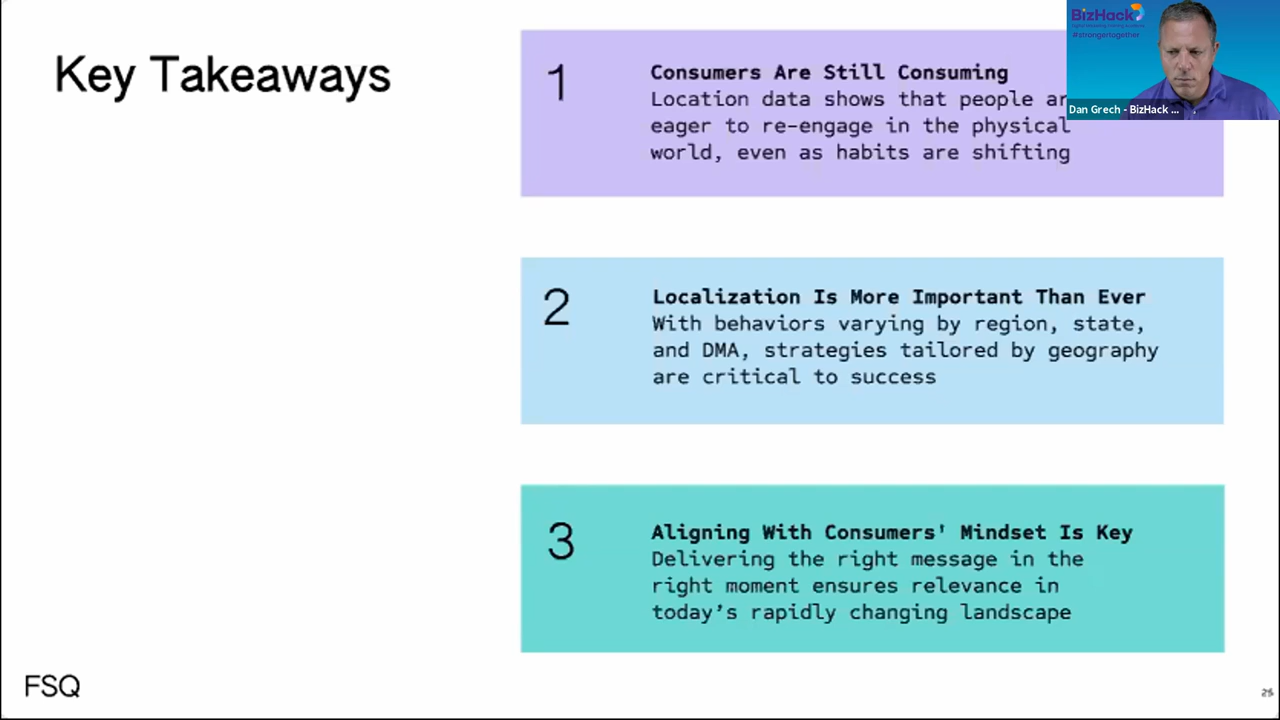 Key Takeaways
1
Consumers Are Still Consuming
Location data shows that people
eager to re-engage in the physical
world, even as habits are shifting
2
Localization Is More Important Than Ever
With behaviors varying by region, state,
and DMA, strategies tailored by geography
are critical to success
3
Aligning With Consumers' Mindset Is Key
Delivering the right message in the
right moment ensures relevance in
today's rapidly changing landscape
FSQ
BizHack
#strongertogether
Dan Grech - BizHack ...